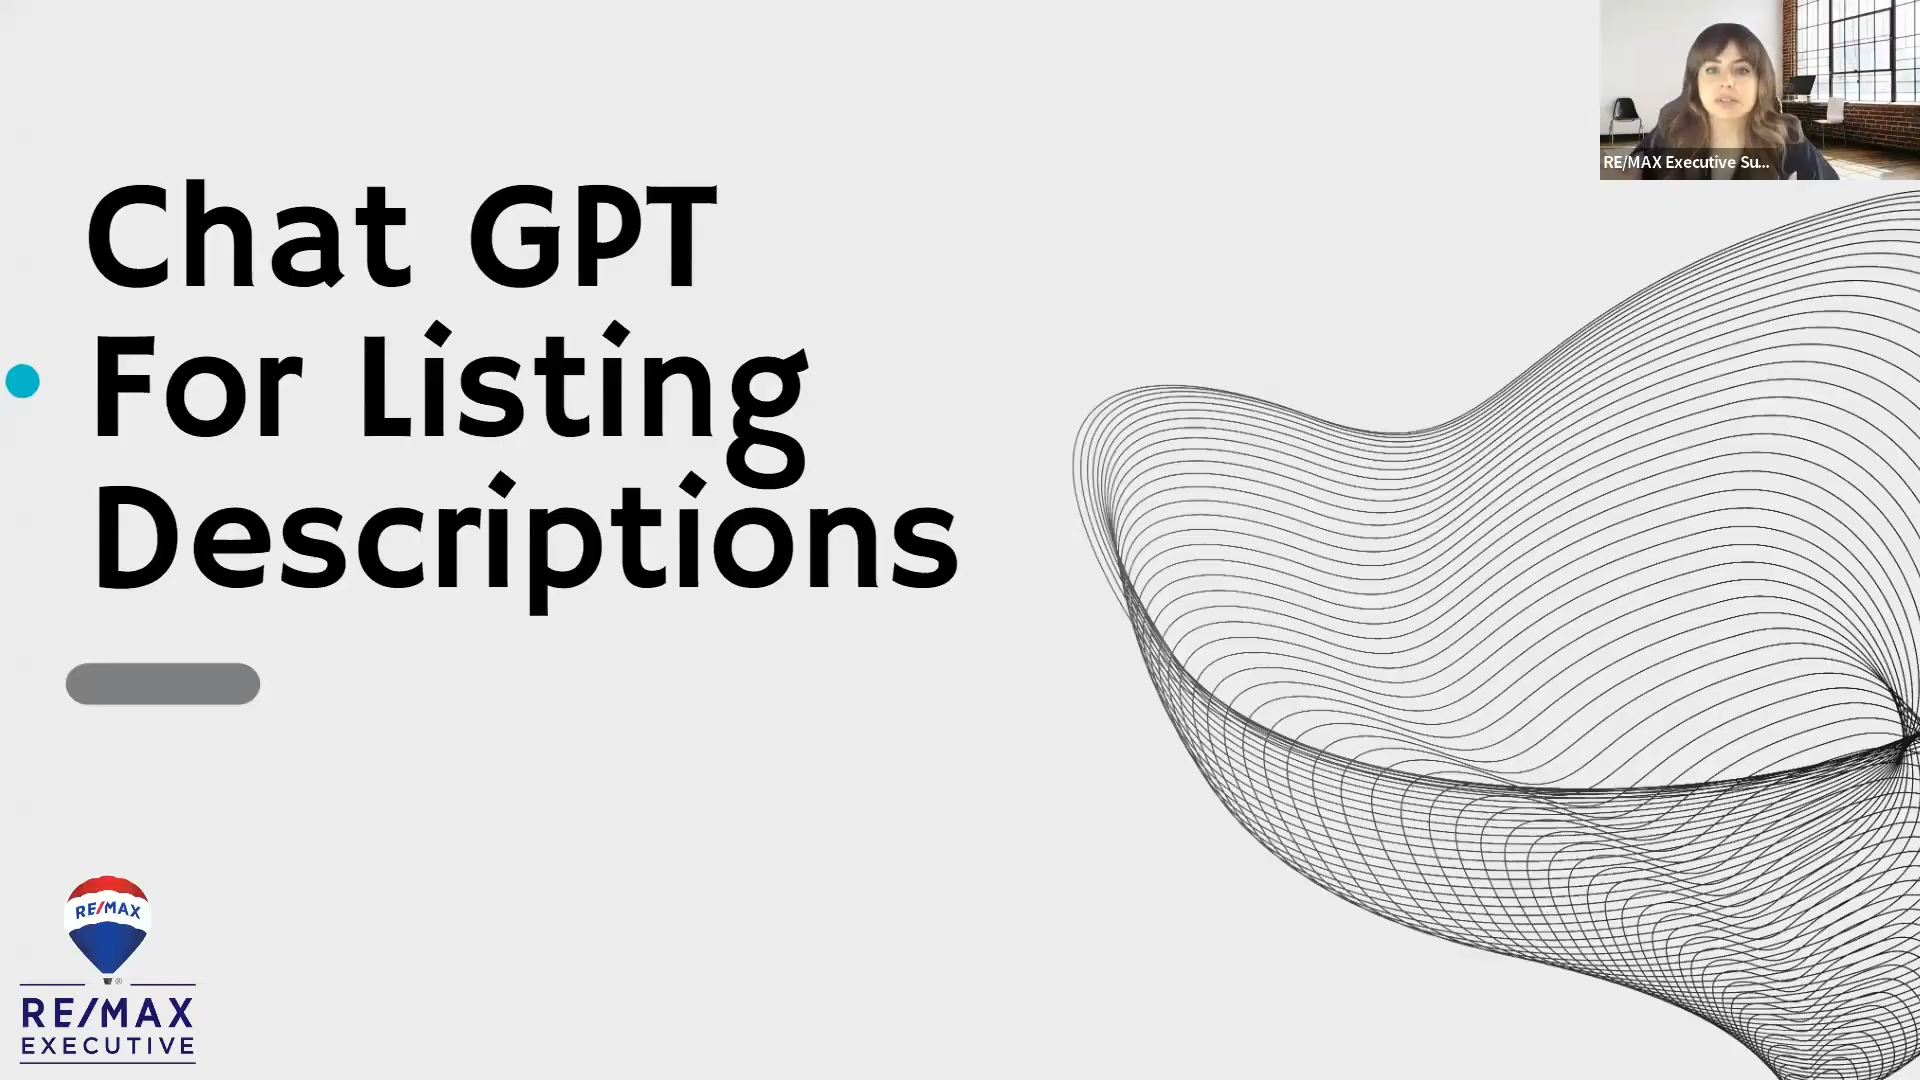 RE/MAX Executive Su...
Chat GPT
For Listing
Descriptions
RE/MAX
RE/MAX
EXECUTIVE